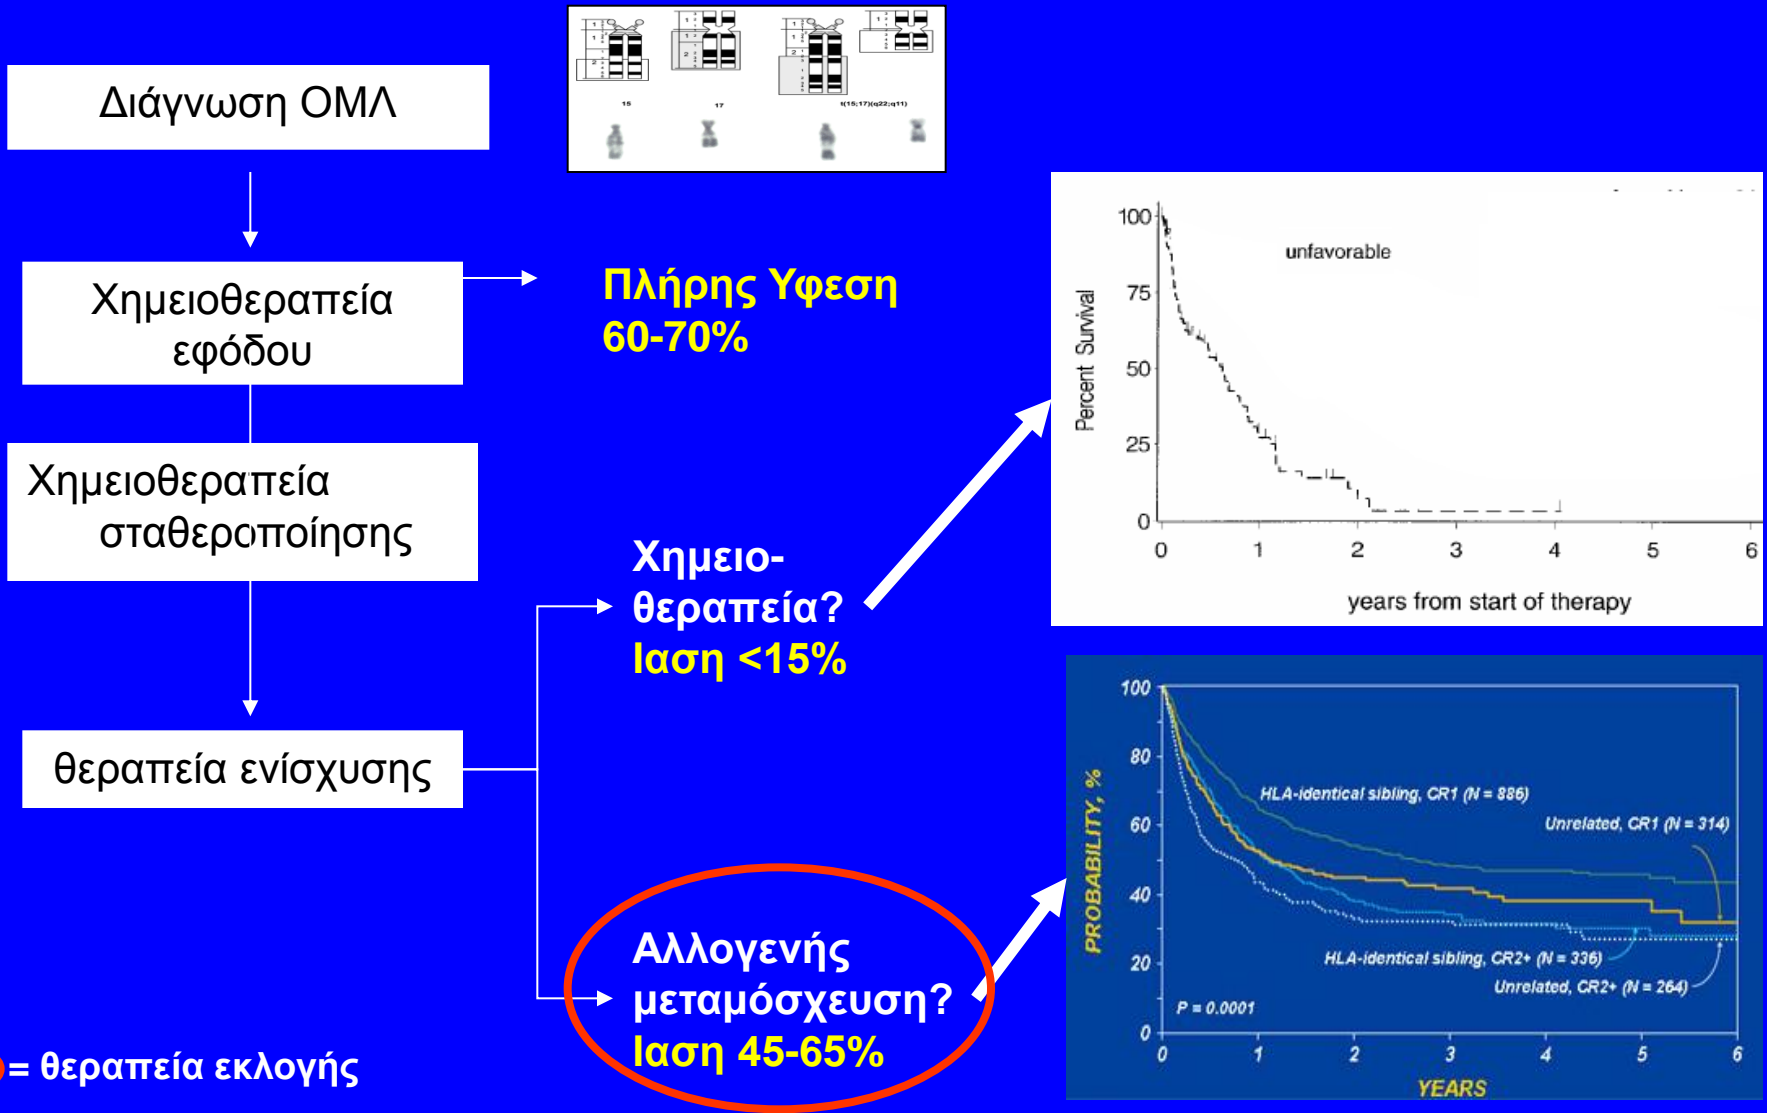 15
17
t(15;17)(q22;q11)
Διάγνωση ΟΜΛ
Χημειοθεραπεία
εφόδου
Πλήρης Υφεση
60-70%
Χημειοθεραπεία
σταθεροποίησης
Χημειο-
θεραπεία?
Ιαση <15%
θεραπεία ενίσχυσης
Αλλογενής
μεταμόσχευση?
Ιαση 45-65%
= θεραπεία εκλογής
unfavorable
Percent Survival
100
75
50
25
0
0 1 2 3 4 5 6
years from start of therapy
PROBABILITY, %
100
80
60
40
20
0
HLA-identical sibling, CR1 (N = 886)
Unrelated, CR1 (N = 314)
HLA-identical sibling, CR2+ (N = 336)
Unrelated, CR2+ (N = 264)
P = 0.0001
0 1 2 3 4 5 6
YEARS